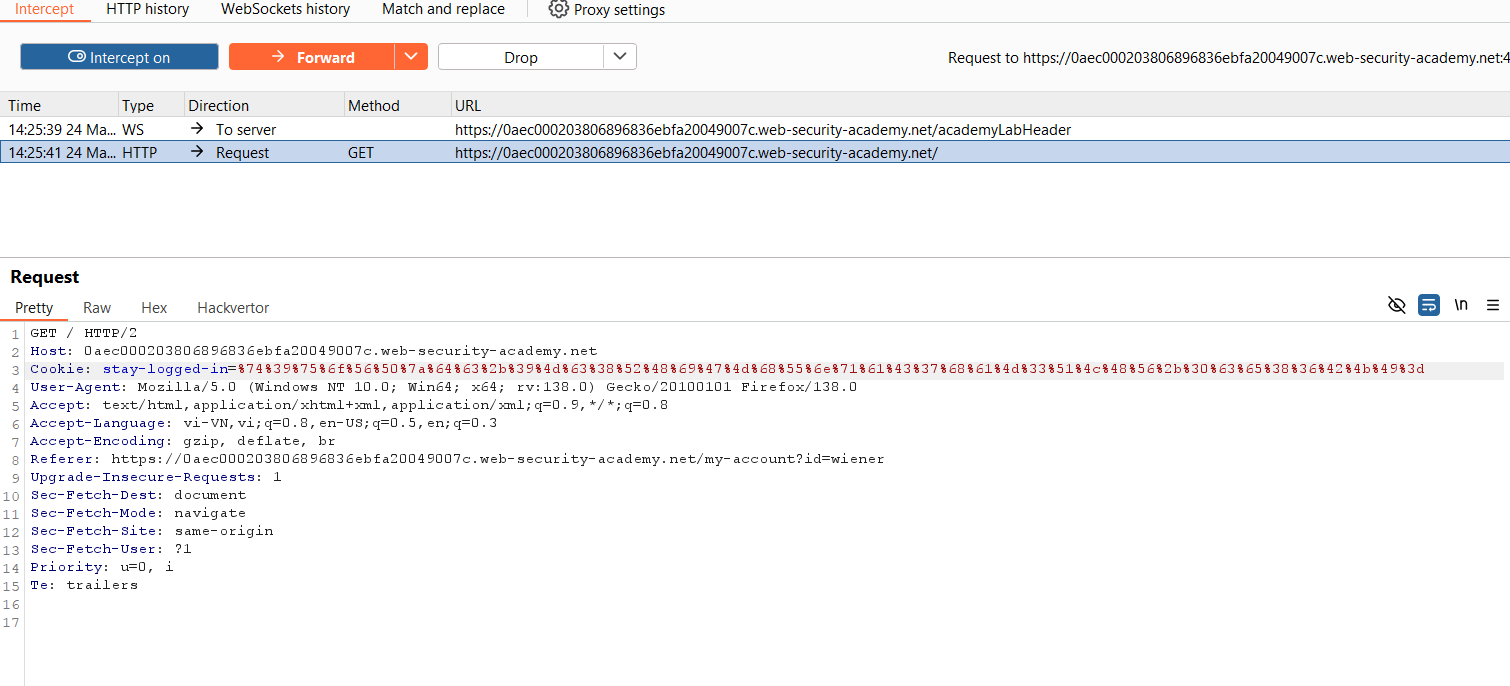 Intercept HTTP history WebSockets history Match and replace Proxy settings
Intercept on Forward Drop Request to https://0aec000203806896836ebfa20049007c.web-security-academy.net:4
Time Type Direction Method URL
14:25:39 24 Ma... WS → To server https://0aec000203806896836ebfa20049007c.web-security-academy.net/academyLabHeader
14:25:41 24 Ma... HTTP → Request GET https://0aec000203806896836ebfa20049007c.web-security-academy.net/
Request
Pretty Raw Hex Hackvertor \n
1 GET / HTTP/2
2 Host: 0aec000203806896836ebfa20049007c.web-security-academy.net
3 Cookie: stay-logged-in=%74%39%75%6f%56%50%7a%64%63%2b%39%4d%63%38%52%48%69%47%4d%68%55%6e%71%61%43%37%68%61%4d%33%51%4c%48%56%2b%30%63%65%38%36%42%4b%49%3d
4 User-Agent: Mozilla/5.0 (Windows NT 10.0; Win64; x64; rv:138.0) Gecko/20100101 Firefox/138.0
5 Accept: text/html,application/xhtml+xml,application/xml;q=0.9,*/*;q=0.8
6 Accept-Language: vi-VN,vi;q=0.8,en-US;q=0.5,en;q=0.3
7 Accept-Encoding: gzip, deflate, br
8 Referer: https://0aec000203806896836ebfa20049007c.web-security-academy.net/my-account?id=wiener
9 Upgrade-Insecure-Requests: 1
10 Sec-Fetch-Dest: document
11 Sec-Fetch-Mode: navigate
12 Sec-Fetch-Site: same-origin
13 Sec-Fetch-User: ?1
14 Priority: u=0, i
15 Te: trailers
16
17